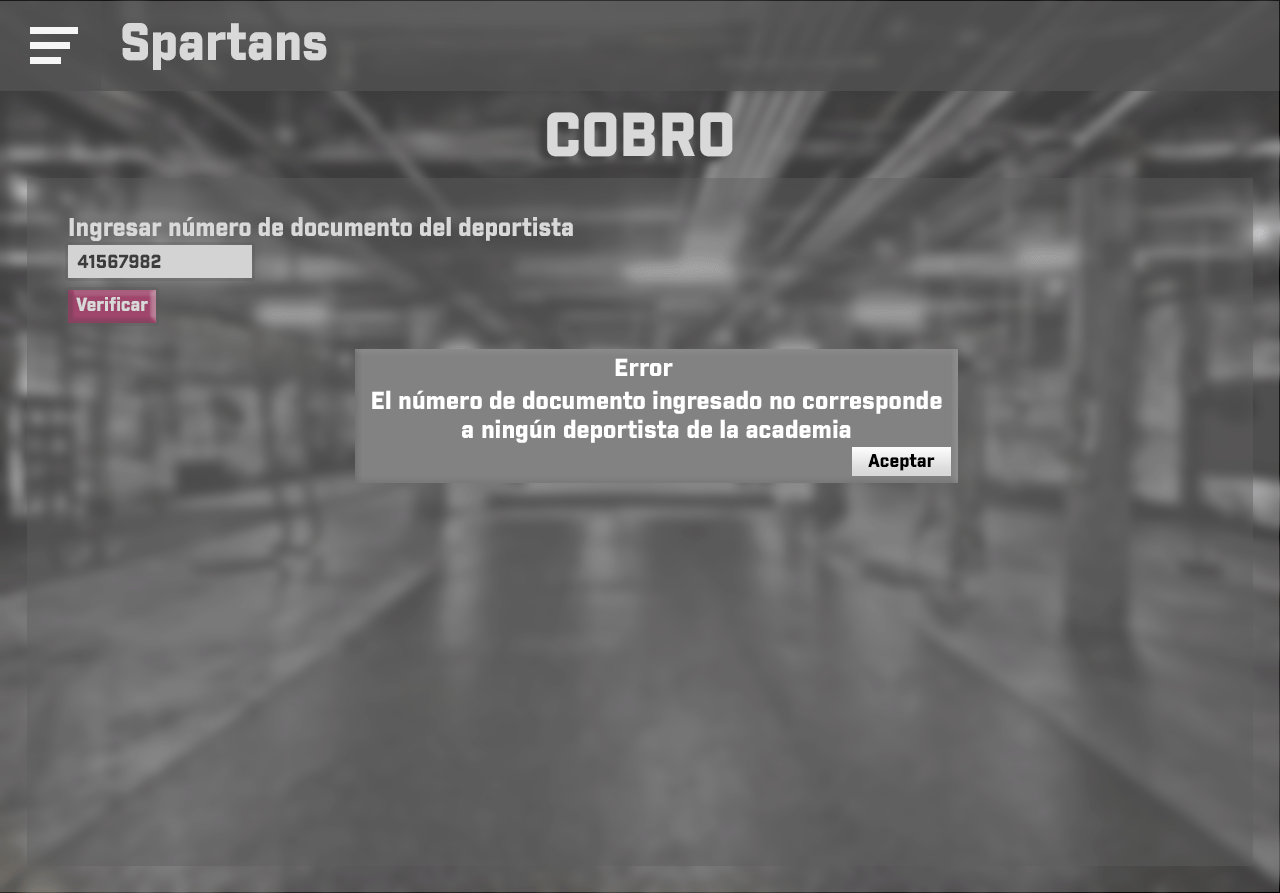 Spartans
COBRO
Ingresar número de documento del deportista
41567982
Verificar
Error
El número de documento ingresado no corresponde
a ningún deportista de la academia
Aceptar